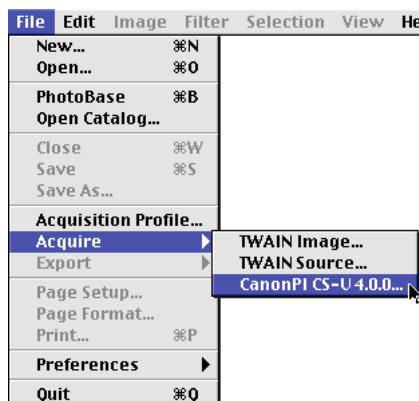 File Edit Image Filter Selection View He
New... ⌘N
Open... ⌘O
PhotoBase ⌘B
Open Catalog...
Close ⌘W
Save ⌘S
Save As...
Acquisition Profile...
Acquire
TWAIN Image...
Export
TWAIN Source...
CanonPI CS-U 4.0.0...
Page Setup...
Page Format...
Print... ⌘P
Preferences
Quit ⌘Q